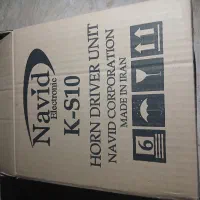 Navid
Electronic
K-S10
HORN DRIVER UNIT
NAVID CORPORATION
MADE IN IRAN
6